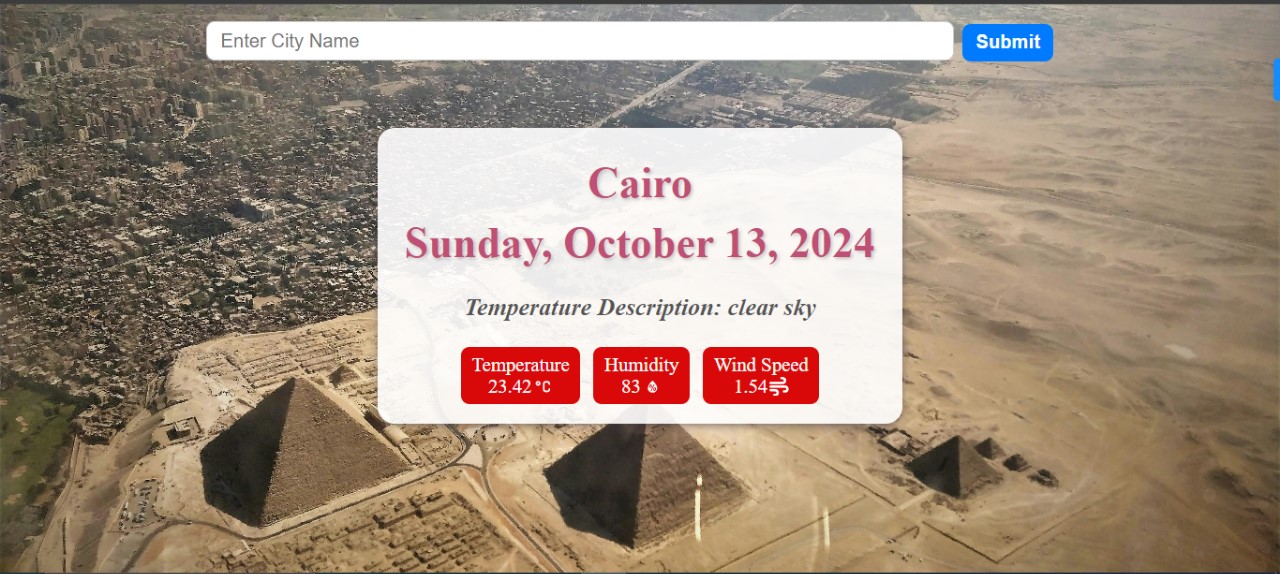 Enter City Name
Submit
Cairo
Sunday, October 13, 2024
Temperature Description: clear sky
Temperature
23.42 °C
Humidity
83
Wind Speed
1.54